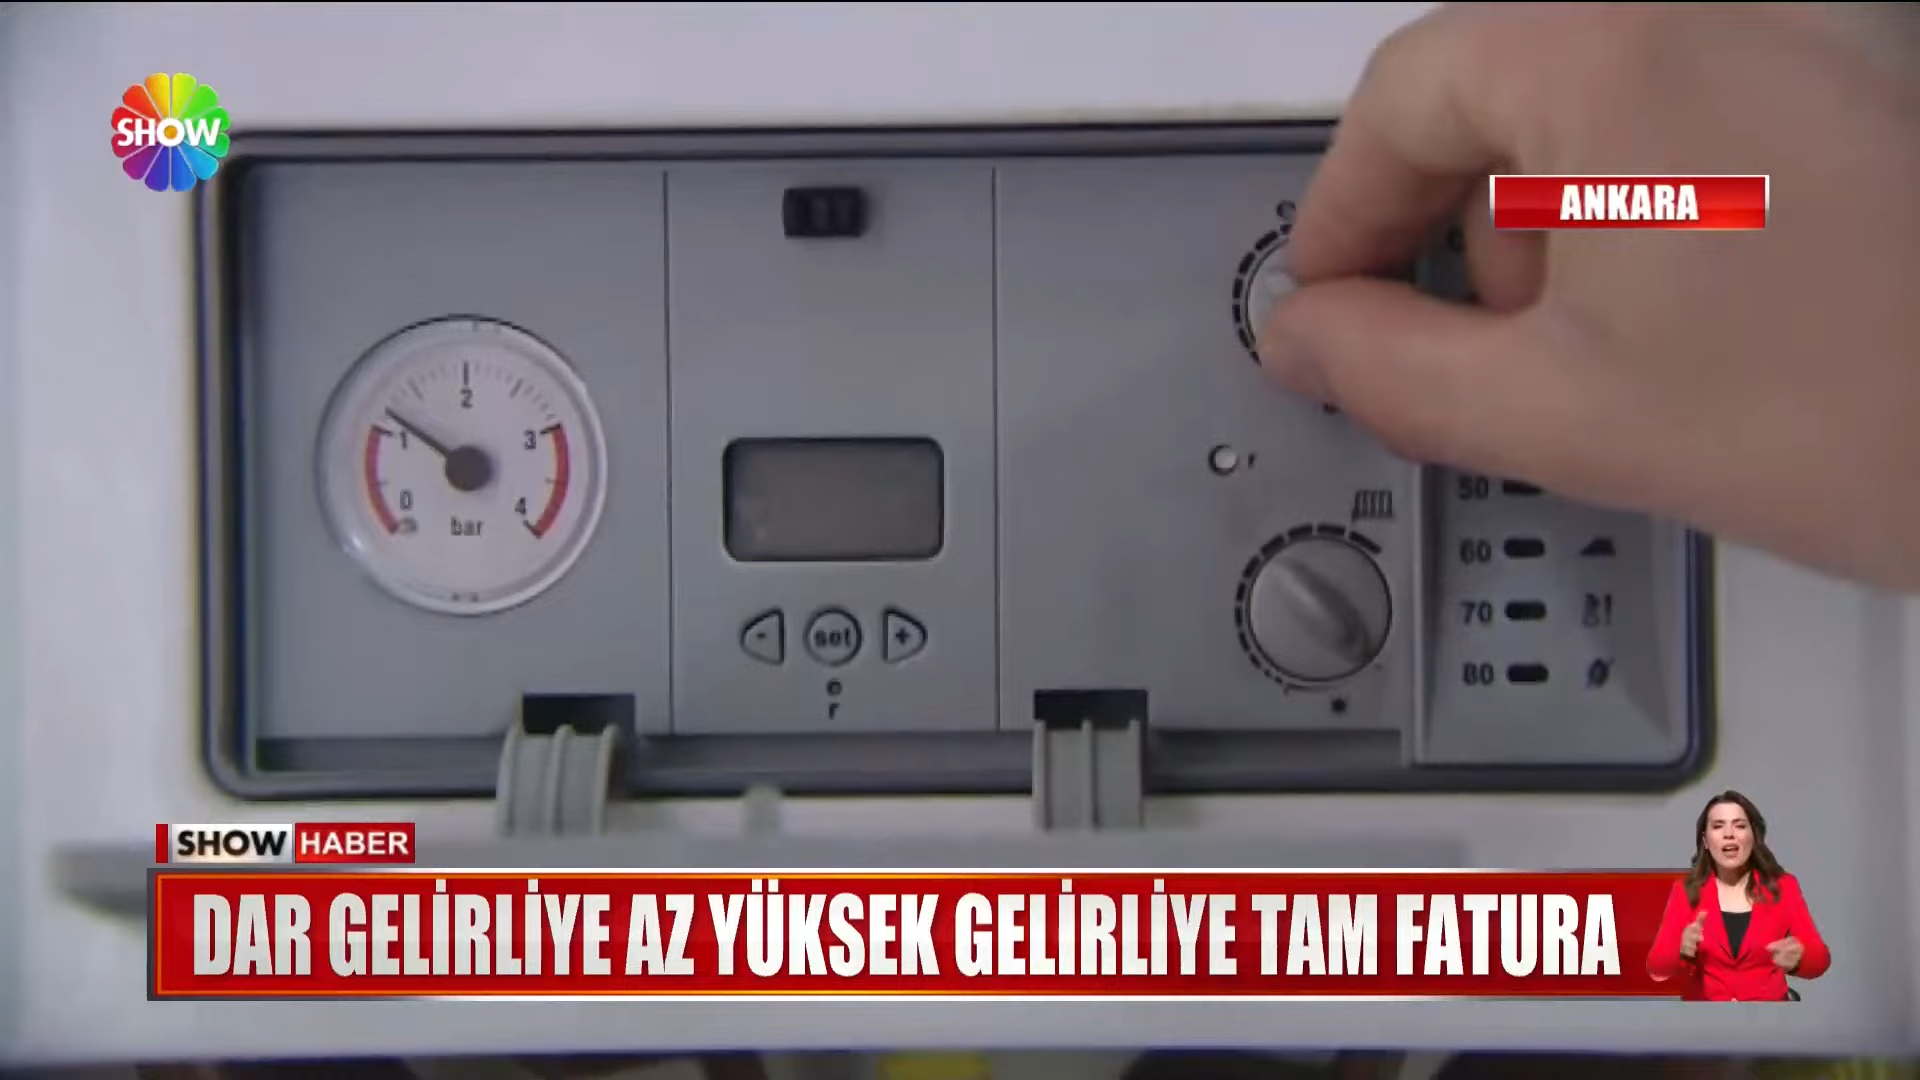 SHOW
ANKARA
2
1
3
0
4
bar
- set +
e
r
r
50
60
70
80
SHOW HABER
DAR GELİRLİYE AZ YÜKSEK GELİRLİYE TAM FATURA